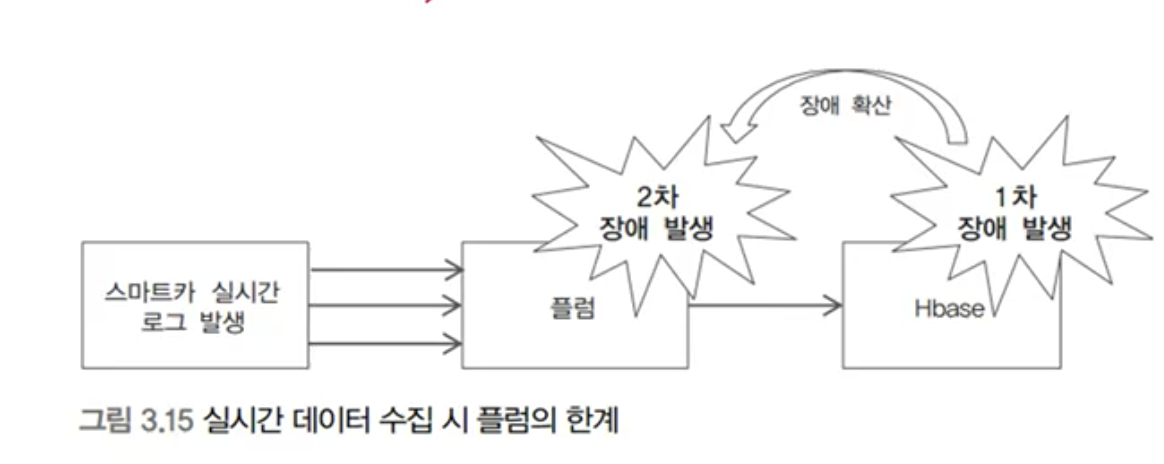 장애 확산
2차
장애 발생
1차
장애 발생
스마트카 실시간
로그 발생
플럼
Hbase
그림 3.15 실시간 데이터 수집 시 플럼의 한계